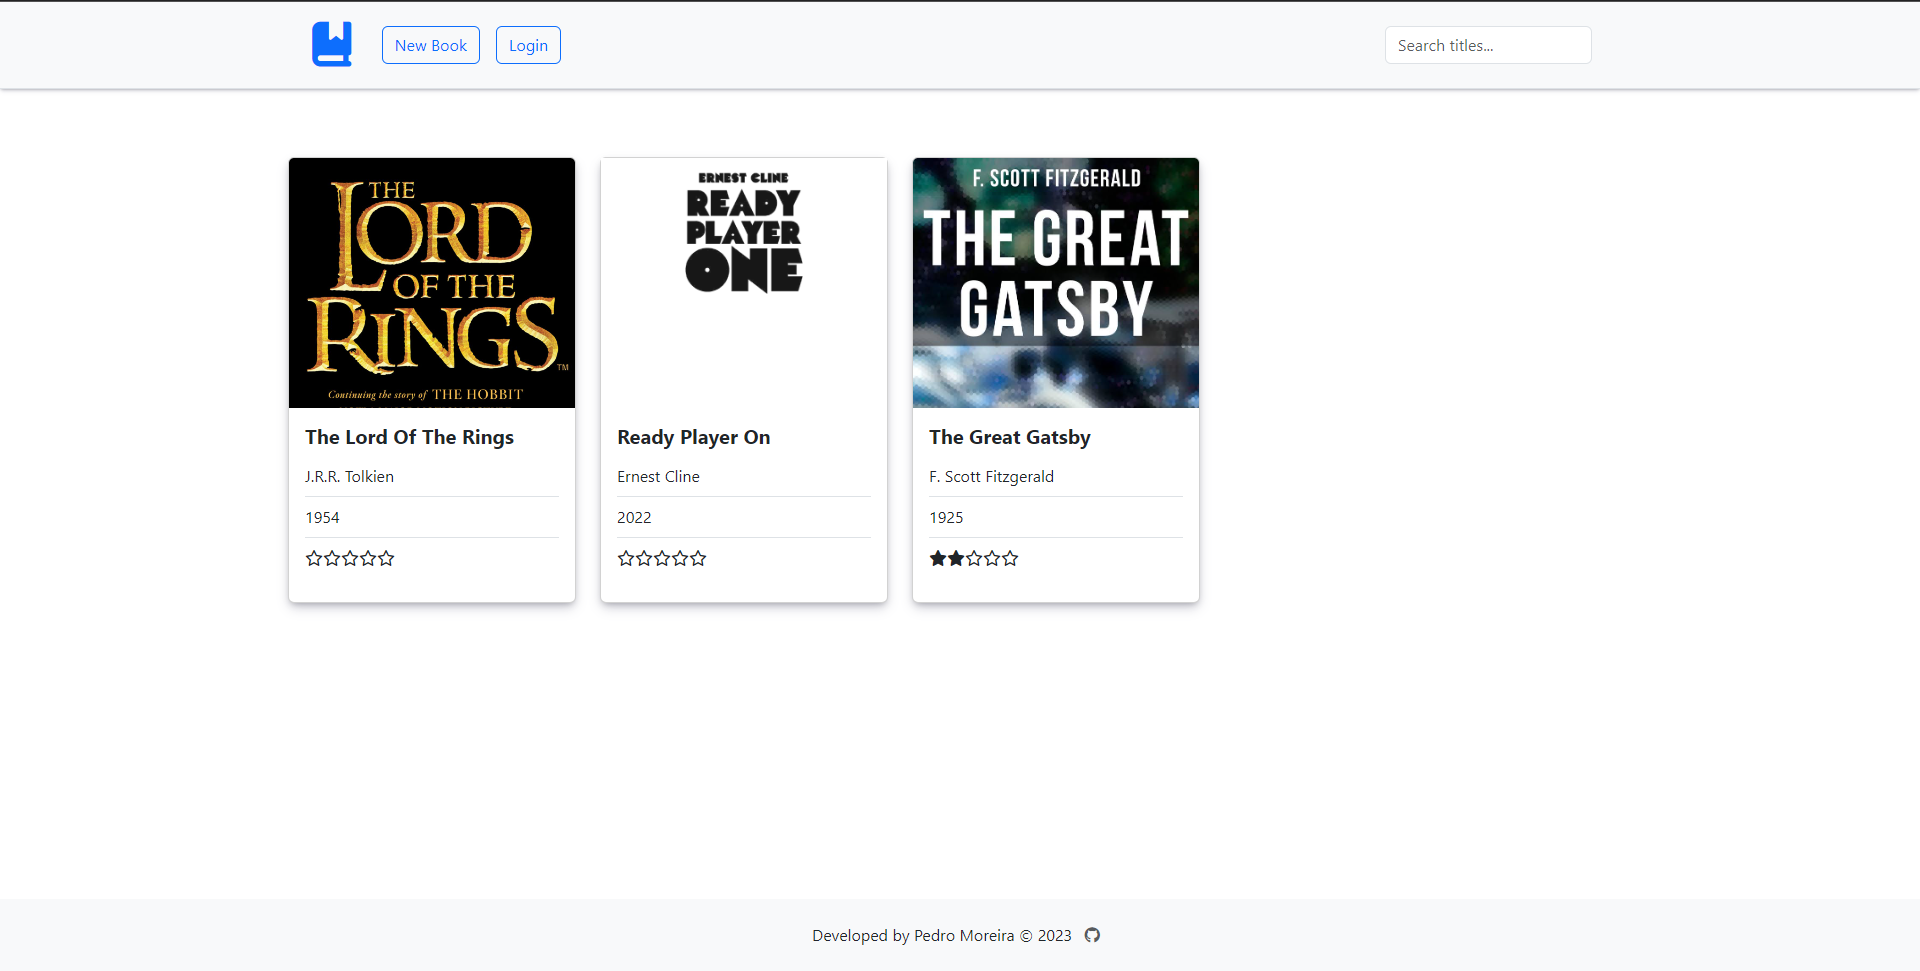 New Book
Login
Search titles...
THE
LORD
OF THE
RINGS
TM
Continuing the story of THE HOBBIT
The Lord Of The Rings
J.R.R. Tolkien
1954
ERNEST CLINE
READY
PLAYER
ONE
Ready Player On
Ernest Cline
2022
F. SCOTT FITZGERALD
THE GREAT
GATSBY
The Great Gatsby
F. Scott Fitzgerald
1925
Developed by Pedro Moreira © 2023